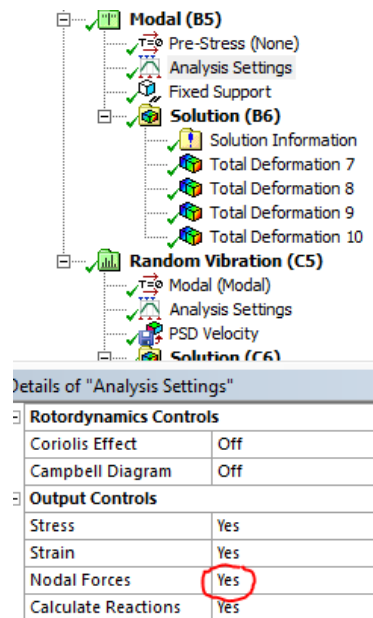 Modal (B5)
T=0 Pre-Stress (None)
Analysis Settings
Fixed Support
Solution (B6)
Solution Information
Total Deformation 7
Total Deformation 8
Total Deformation 9
Total Deformation 10
Random Vibration (C5)
T=0 Modal (Modal)
Analysis Settings
PSD Velocity
Solution (C6)
Details of "Analysis Settings"
Rotordynamics Controls
Coriolis Effect Off
Campbell Diagram Off
Output Controls
Stress Yes
Strain Yes
Nodal Forces Yes
Calculate Reactions Yes